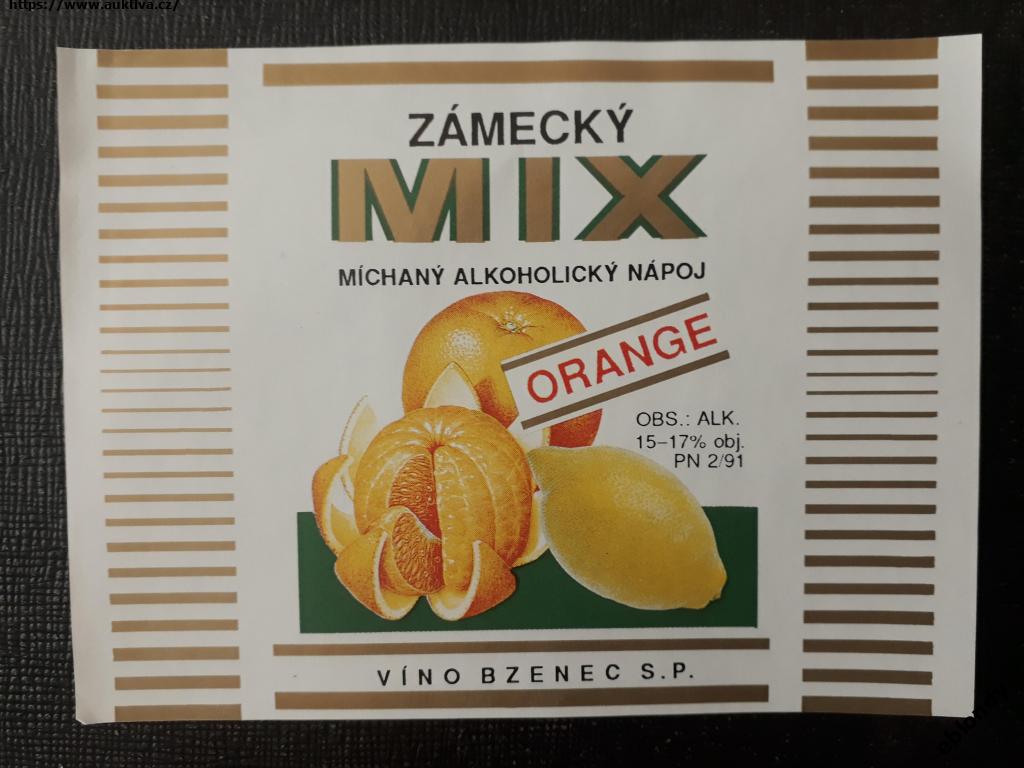 https://www.auktiva.cz/
ZÁMECKÝ
MIX
MÍCHANÝ ALKOHOLICKÝ NÁPOJ
ORANGE
OBS.: ALK.
15–17% obj.
PN 2/91
VÍNO BZENEC S.P.